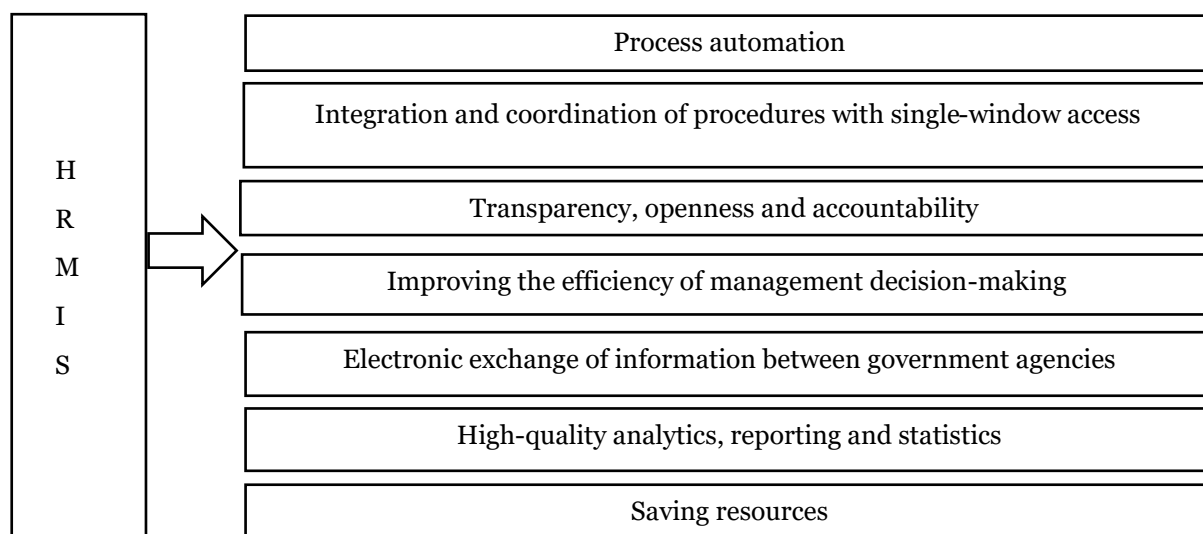 H
R
M
I
S
Process automation
Integration and coordination of procedures with single-window access
Transparency, openness and accountability
Improving the efficiency of management decision-making
Electronic exchange of information between government agencies
High-quality analytics, reporting and statistics
Saving resources